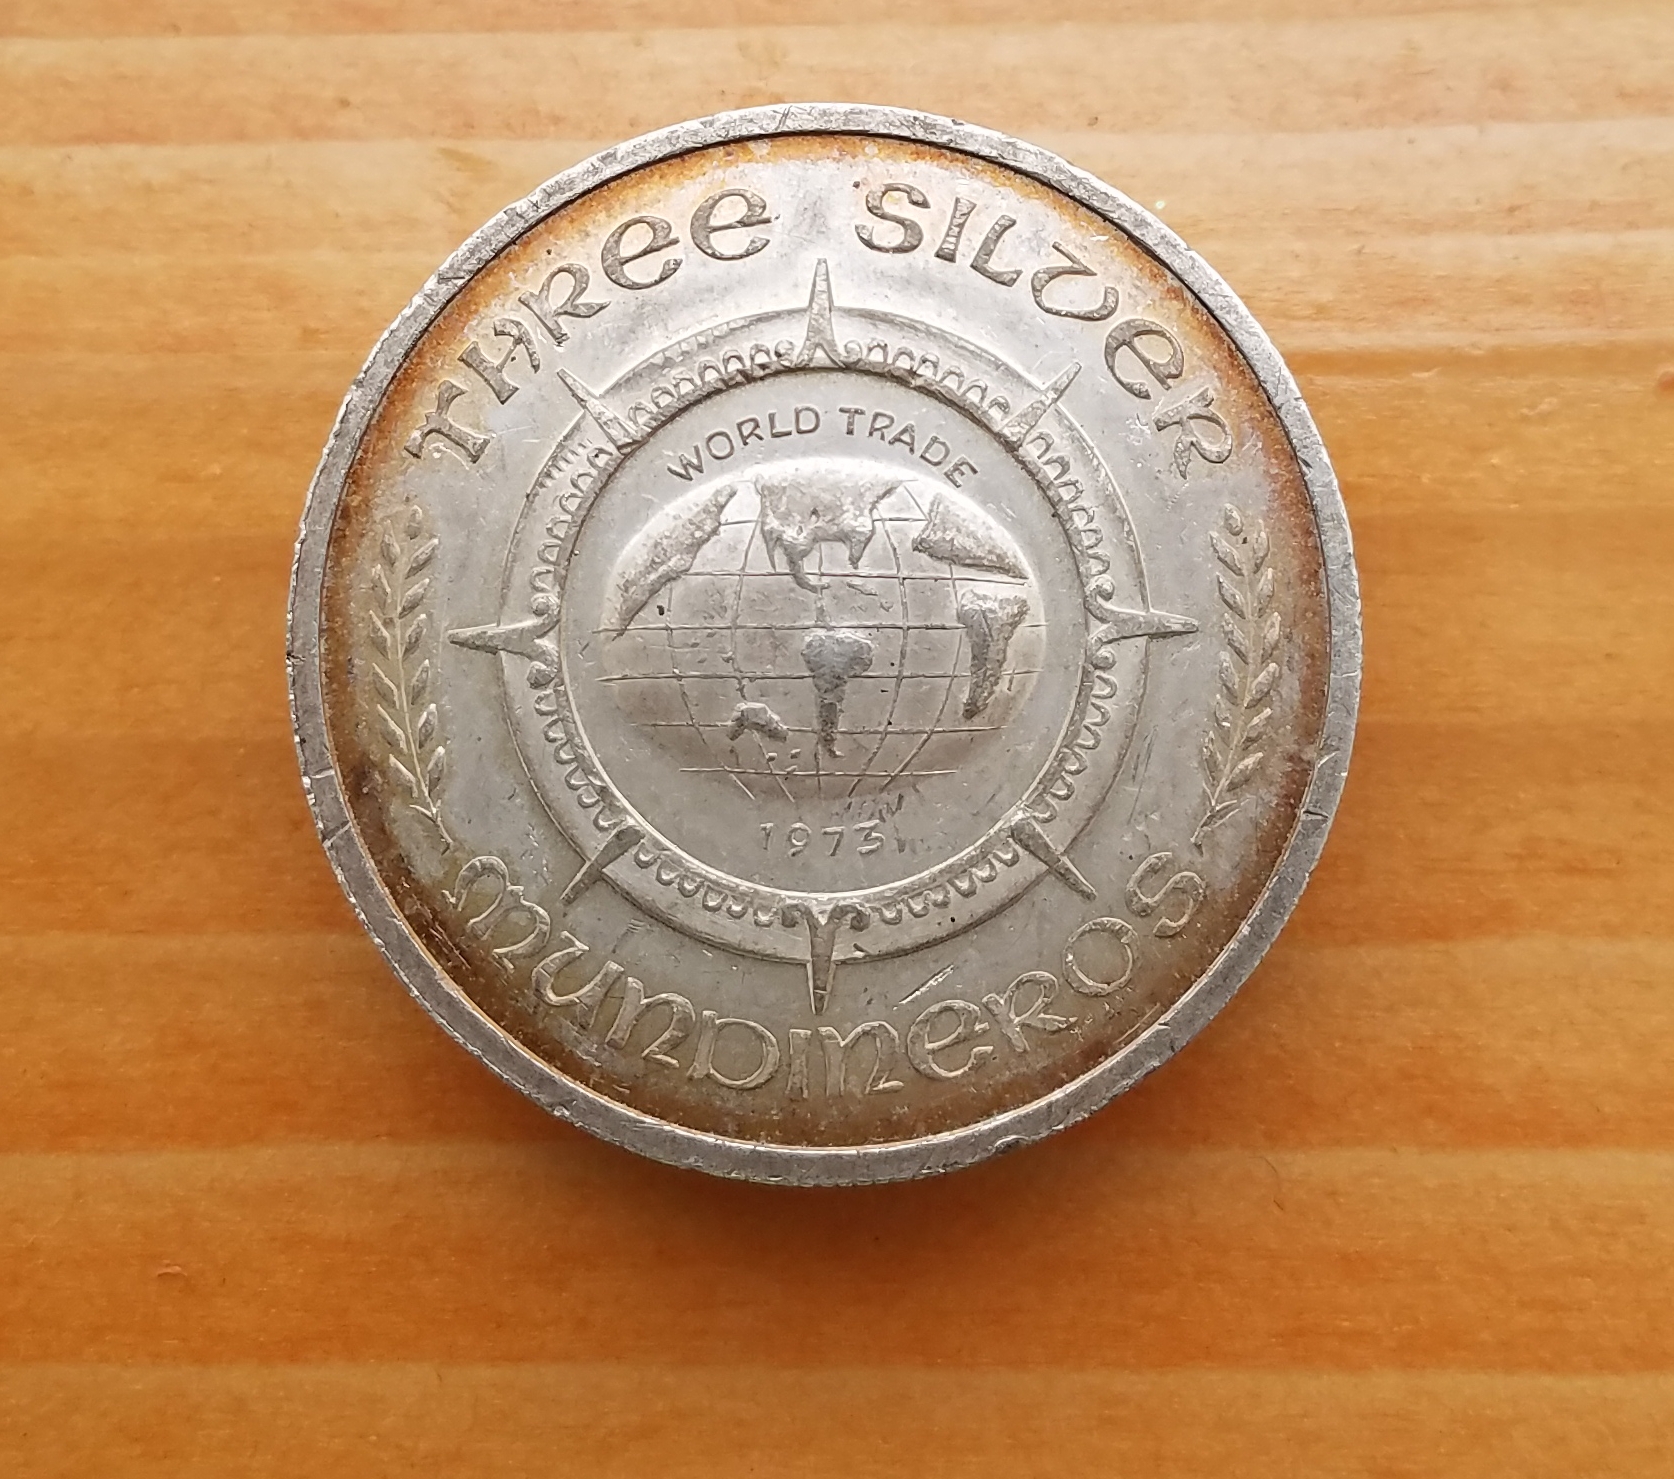 THREE SILVER
WORLD TRADE
1973
MUNDINEROS